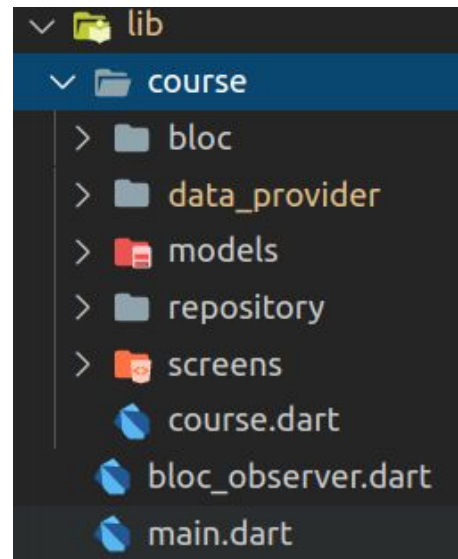 lib
course
bloc
data_provider
models
repository
screens
course.dart
bloc_observer.dart
main.dart